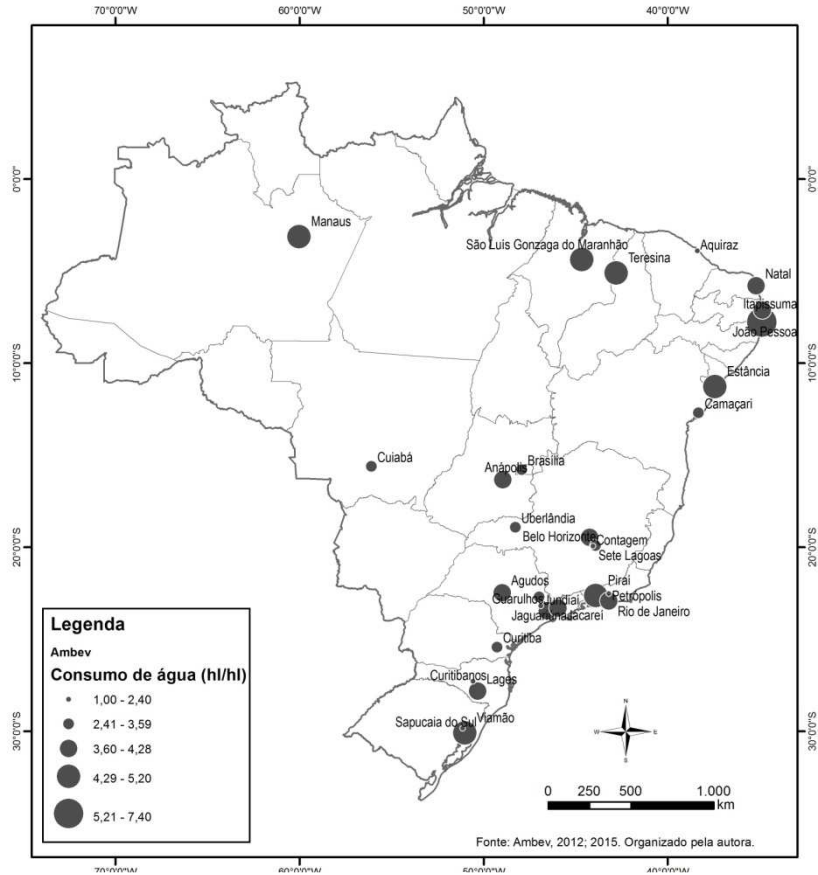 70°0'0"W 60°0'0"W 50°0'0"W 40°0'0"W
0°0'0"
0°0'0"
Manaus
São Luís Gonzaga do Maranhão
Aquiraz
Teresina
Natal
Itapissuma
João Pessoa
10°0'0"S
10°0'0"S
Estância
Camaçari
Cuiabá
Brasília
Anápolis
Uberlândia
Belo Horizonte
Contagem
Sete Lagoas
20°0'0"S
20°0'0"S
Agudos
Piraí
Guarulhos
Jundiaí
Petrópolis
Jaguariúna
Jacareí
Rio de Janeiro
Curitiba
Curitibanos
Lages
Sapucaia do Sul
Viamão
30°0'0"S
30°0'0"S
Legenda
Ambev
Consumo de água (hl/hl)
1,00 - 2,40
2,41 - 3,59
3,60 - 4,28
4,29 - 5,20
5,21 - 7,40
N
W E
S
0 250 500 1.000
km
Fonte: Ambev, 2012; 2015. Organizado pela autora.
70°0'0"W 60°0'0"W 50°0'0"W 40°0'0"W